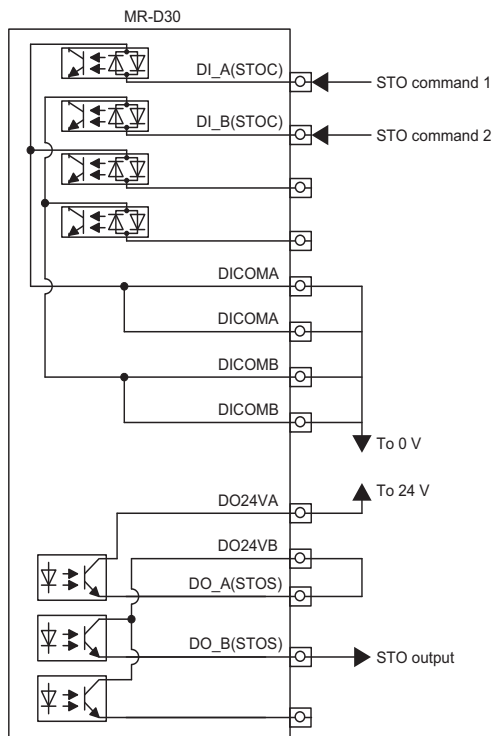 MR-D30
DI_A(STOC)
STO command 1
DI_B(STOC)
STO command 2
DICOMA
DICOMA
DICOMB
DICOMB
To 0 V
To 24 V
DO24VA
DO24VB
DO_A(STOS)
DO_B(STOS)
STO output